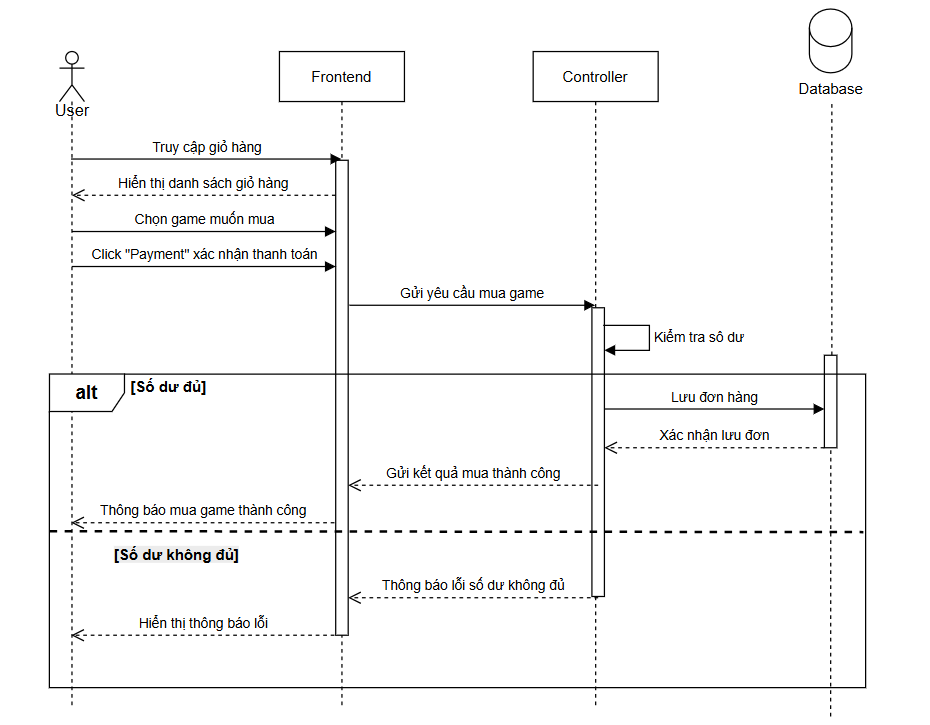 User
Frontend
Controller
Database
Truy cập giỏ hàng
Hiển thị danh sách giỏ hàng
Chọn game muốn mua
Click "Payment" xác nhận thanh toán
Gửi yêu cầu mua game
Kiểm tra sô dư
alt
[Số dư đủ]
Lưu đơn hàng
Xác nhận lưu đơn
Gửi kết quả mua thành công
Thông báo mua game thành công
[Số dư không đủ]
Thông báo lỗi số dư không đủ
Hiển thị thông báo lỗi